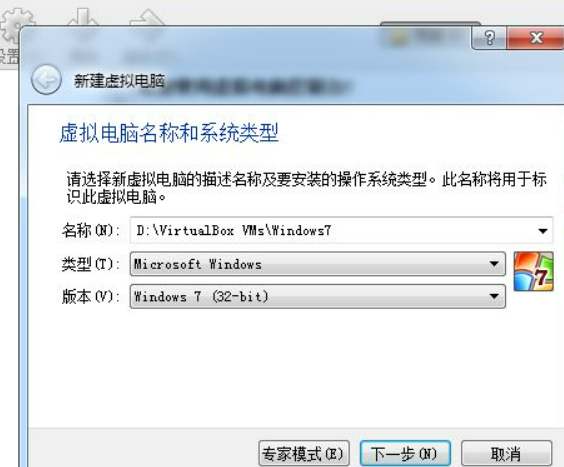 ?
X
新建虚拟电脑
虚拟电脑名称和系统类型
请选择新虚拟电脑的描述名称及要安装的操作系统类型。此名称将用于标
识此虚拟电脑。
名称(N): D:\VirtualBox VMs\Windows7
类型(T): Microsoft Windows
7
版本(V): Windows 7 (32-bit)
专家模式(E) 下一步(N) 取消